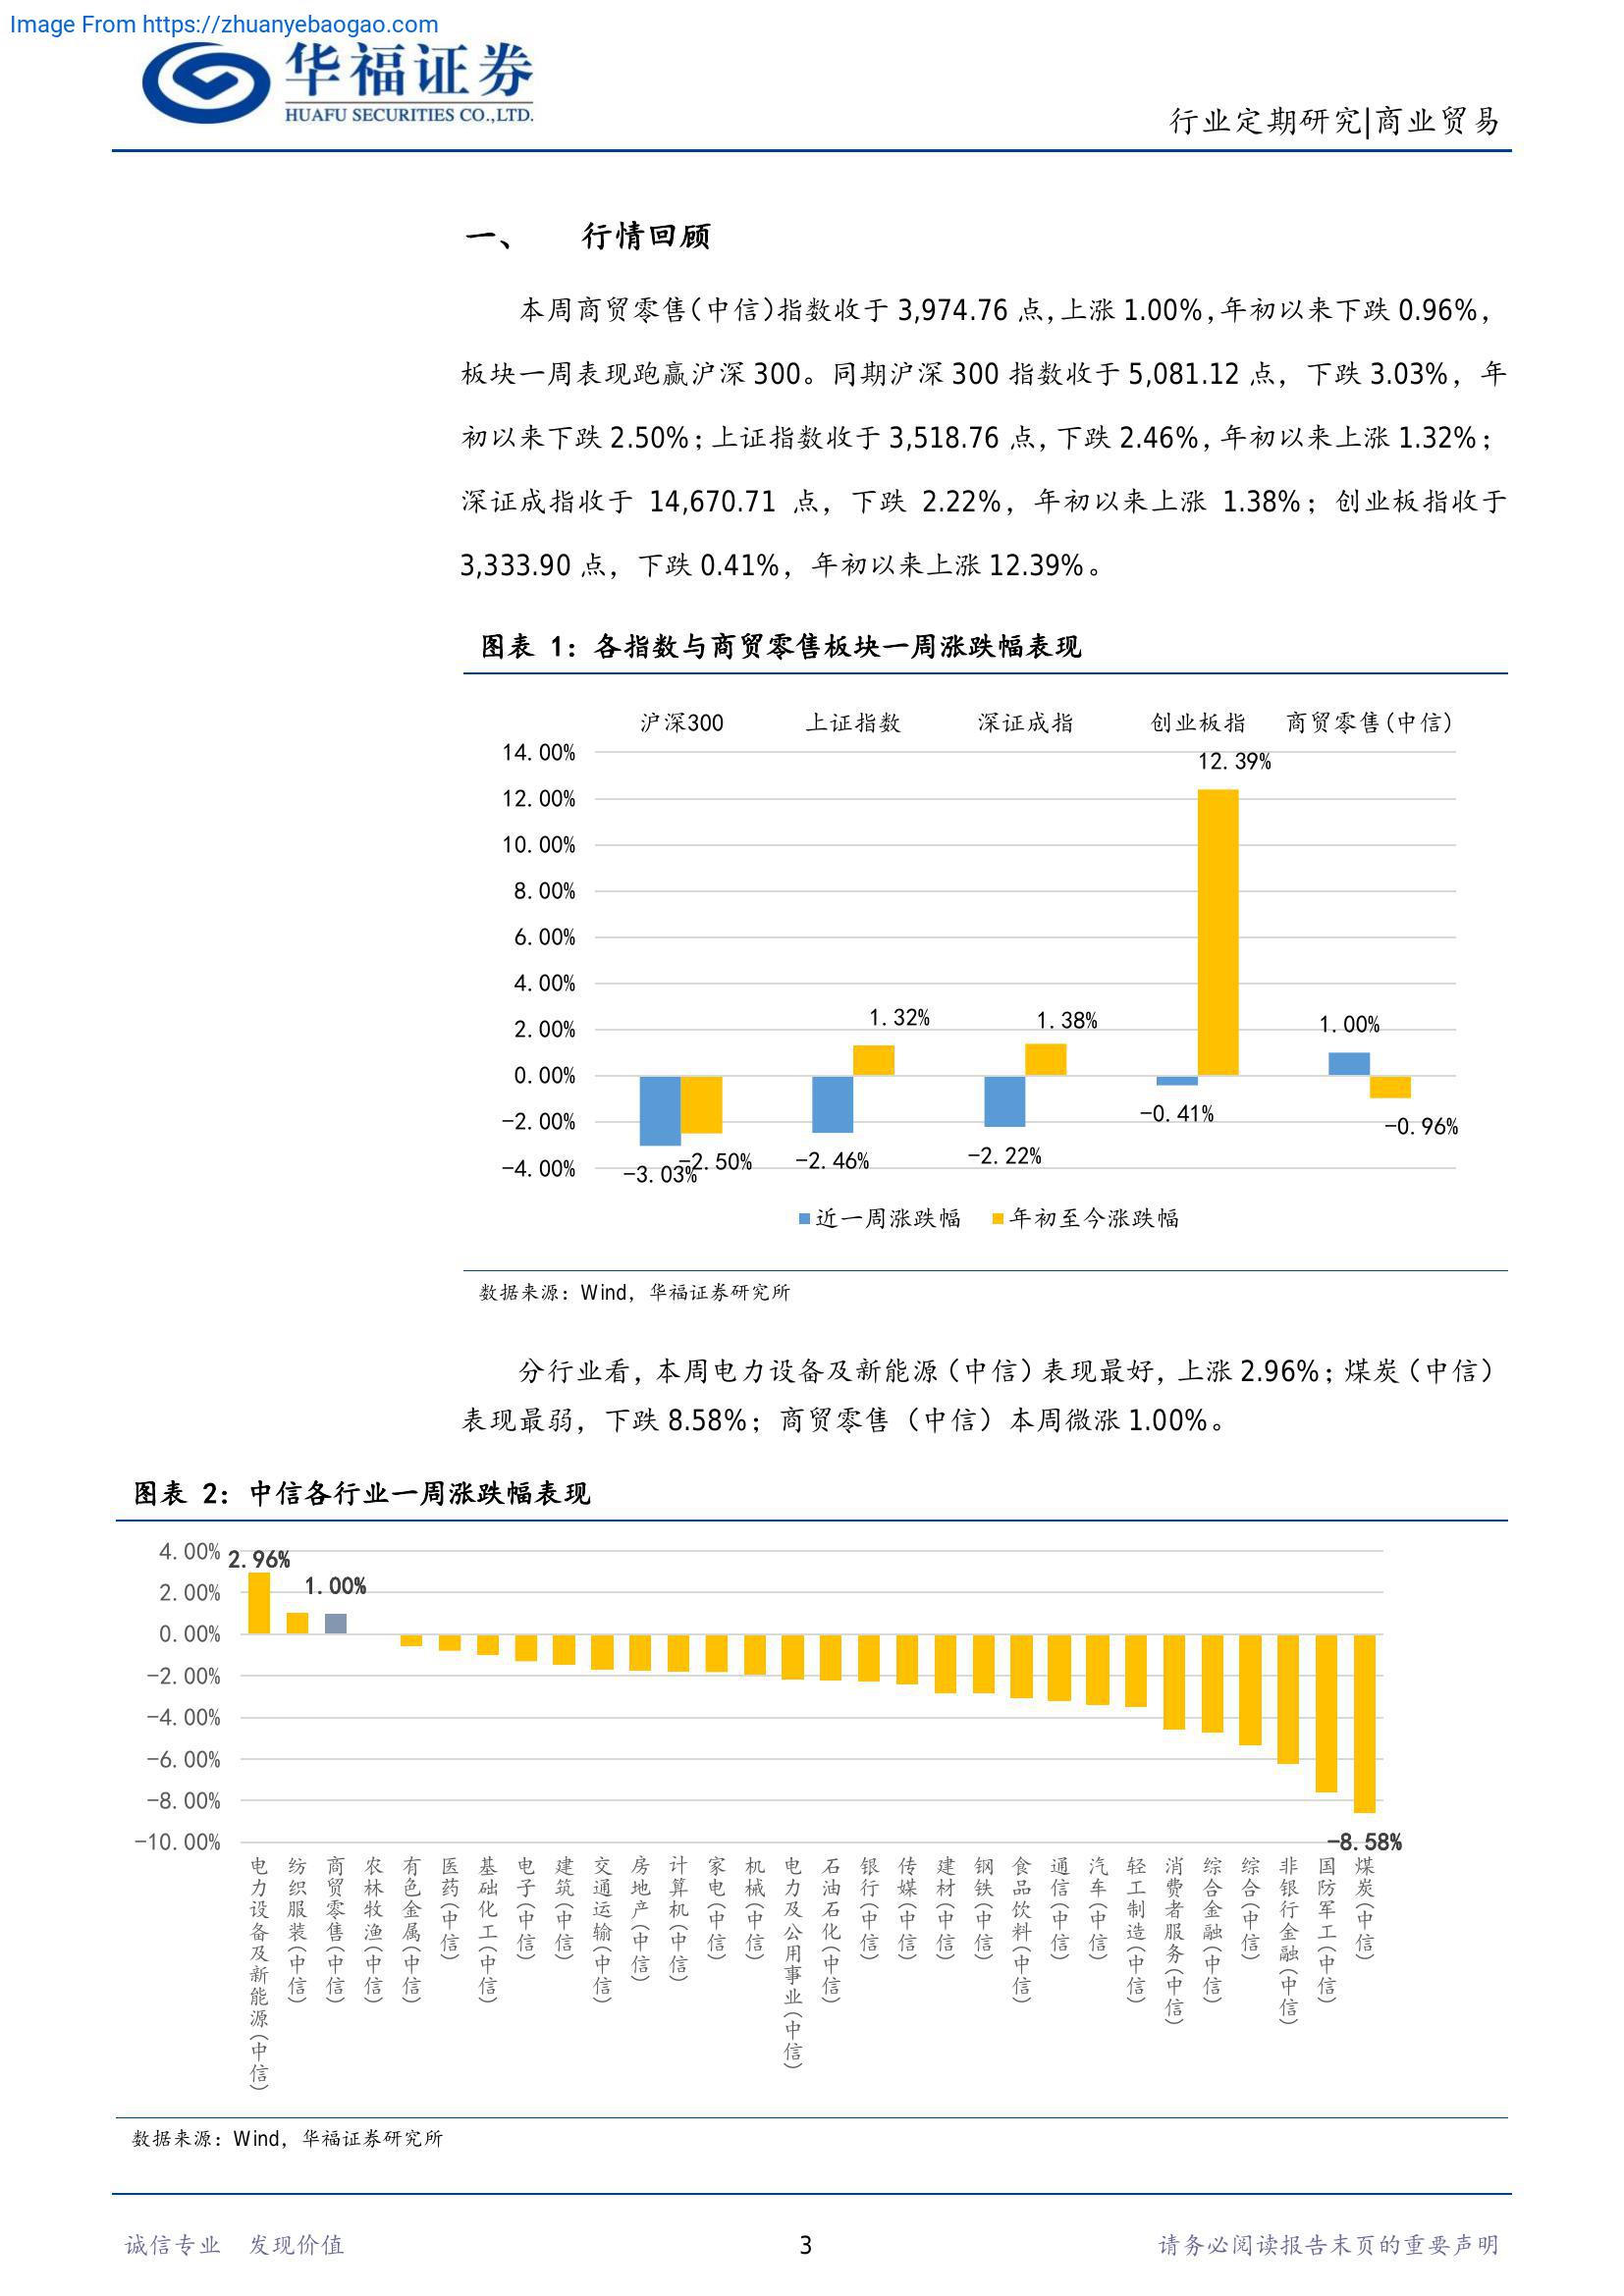 Image From https://zhuanyebaogao.com
华福证券
HUAFU SECURITIES CO.,LTD.
行业定期研究|商业贸易
一、 行情回顾
本周商贸零售(中信)指数收于 3,974.76 点,上涨 1.00%,年初以来下跌 0.96%,
板块一周表现跑赢沪深 300。同期沪深 300 指数收于 5,081.12 点，下跌 3.03%，年
初以来下跌 2.50%；上证指数收于 3,518.76 点，下跌 2.46%，年初以来上涨 1.32%；
深证成指收于 14,670.71 点，下跌 2.22%，年初以来上涨 1.38%；创业板指收于
3,333.90 点，下跌 0.41%，年初以来上涨 12.39%。
图表 1：各指数与商贸零售板块一周涨跌幅表现
沪深300 上证指数 深证成指 创业板指 商贸零售(中信)
14.00%
12.39%
12.00%
10.00%
8.00%
6.00%
4.00%
2.00%
1.32%
1.38%
1.00%
0.00%
-2.00%
-0.41%
-0.96%
-4.00%
-3.03%
-2.50%
-2.46%
-2.22%
近一周涨跌幅 年初至今涨跌幅
数据来源：Wind，华福证券研究所
分行业看，本周电力设备及新能源（中信）表现最好，上涨 2.96%；煤炭（中信）
表现最弱，下跌 8.58%；商贸零售（中信）本周微涨 1.00%。
图表 2：中信各行业一周涨跌幅表现
4.00%
2.96%
2.00%
1.00%
0.00%
-2.00%
-4.00%
-6.00%
-8.00%
-10.00%
-8.58%
电力设备及新能源(中信)
纺织服装(中信)
商贸零售(中信)
农林牧渔(中信)
有色金属(中信)
医药(中信)
基础化工(中信)
电子(中信)
建筑(中信)
交通运输(中信)
房地产(中信)
计算机(中信)
家电(中信)
机械(中信)
电力及公用事业(中信)
石油石化(中信)
银行(中信)
传媒(中信)
建材(中信)
钢铁(中信)
食品饮料(中信)
通信(中信)
汽车(中信)
轻工制造(中信)
消费者服务(中信)
综合金融(中信)
综合(中信)
非银行金融(中信)
国防军工(中信)
煤炭(中信)
数据来源：Wind，华福证券研究所
诚信专业 发现价值
3
请务必阅读报告末页的重要声明